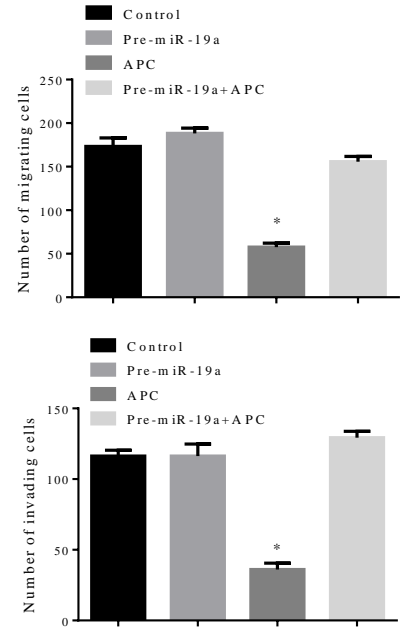 Control
Pre-miR-19a
APC
Pre-miR-19a+APC
250
200
150
100
50
0
Number of migrating cells
*
Control
Pre-miR-19a
APC
Pre-miR-19a+APC
150
100
50
0
Number of invading cells
*